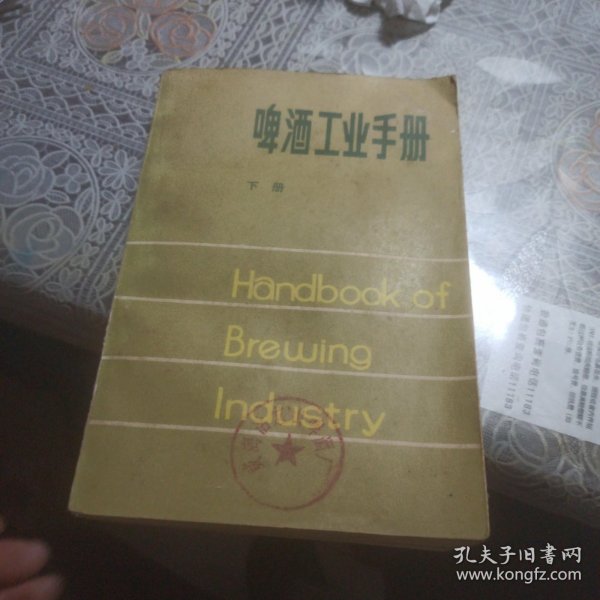 啤酒工业手册
下册
Handbook of
Brewing
Industry
孔夫子旧书网
www.kongfz.com